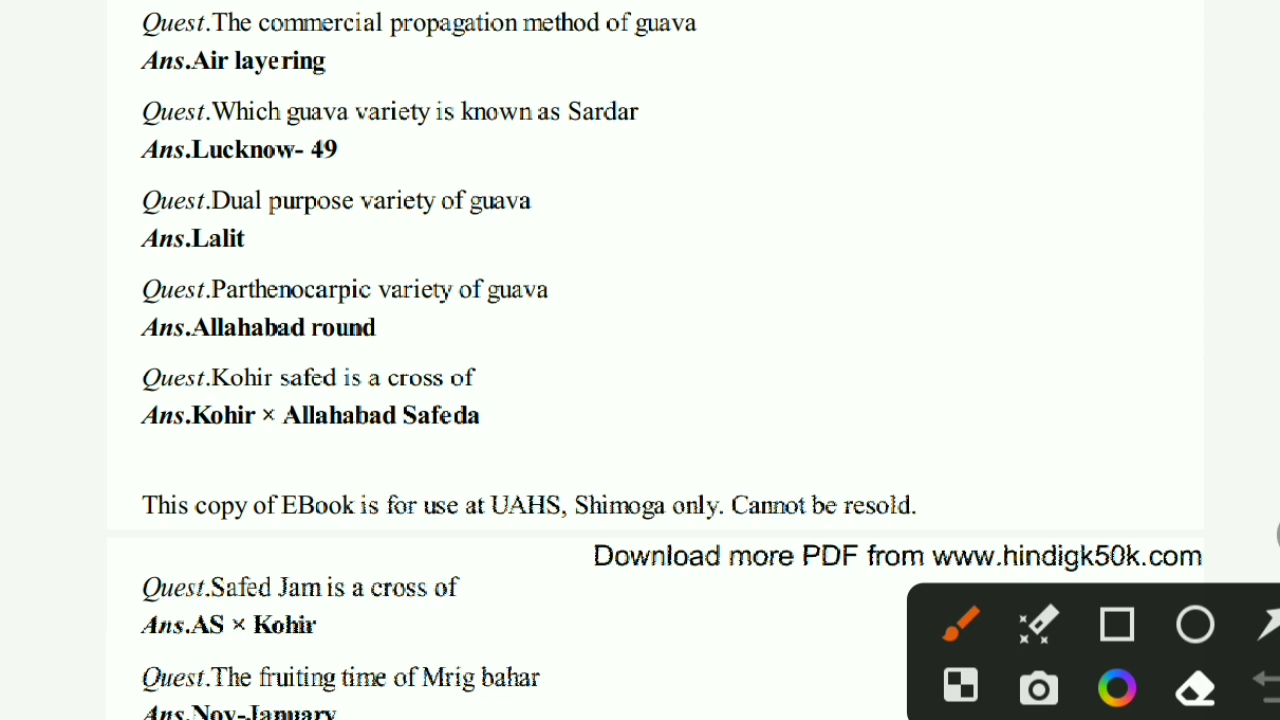 Quest.The commercial propagation method of guava
Ans.Air layering
Quest.Which guava variety is known as Sardar
Ans.Lucknow- 49
Quest.Dual purpose variety of guava
Ans.Lalit
Quest.Parthenocarpic variety of guava
Ans.Allahabad round
Quest.Kohir safed is a cross of
Ans.Kohir × Allahabad Safeda
This copy of EBook is for use at UAHS, Shimoga only. Cannot be resold.
Download more PDF from www.hindigk50k.com
Quest.Safed Jam is a cross of
Ans.AS × Kohir
Quest.The fruiting time of Mrig bahar
Ans.Nov-January